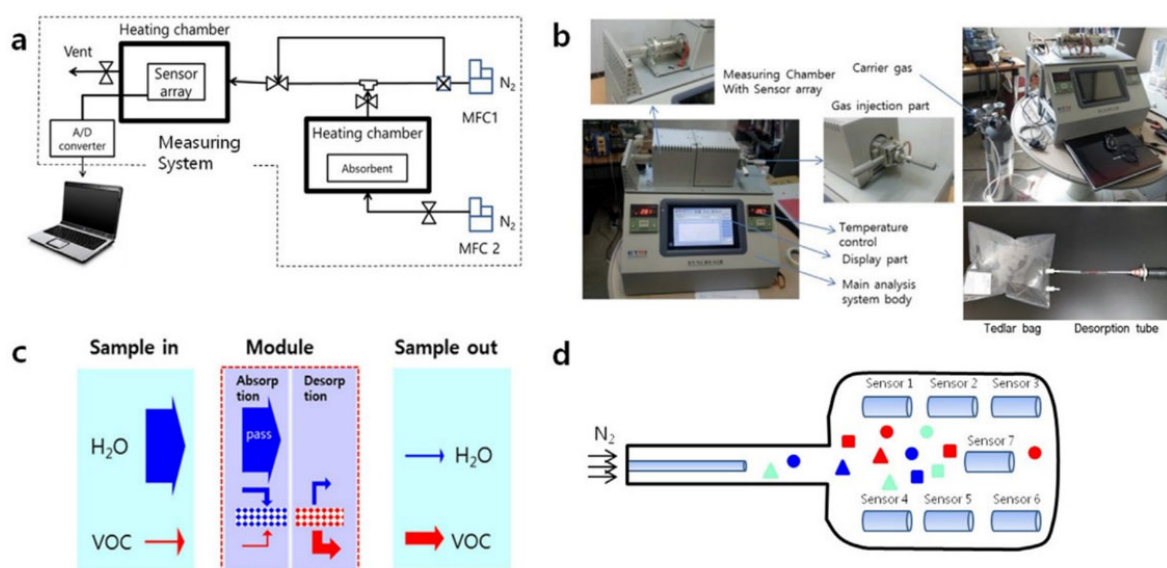 a
Heating chamber
Vent
Sensor
array
A/D
converter
Measuring
System
Heating chamber
Absorbent
N₂
MFC1
N₂
MFC 2
b
Measuring Chamber
With Sensor array
Carrier gas
Gas injection part
Temperature
control
Display part
Main analysis
system body
Tedlar bag
Desorption tube
c
Sample in
Module
Sample out
Absorp
tion
Desorp
tion
pass
H₂O
H₂O
VOC
VOC
d
N₂
Sensor 1
Sensor 2
Sensor 3
Sensor 7
Sensor 4
Sensor 5
Sensor 6